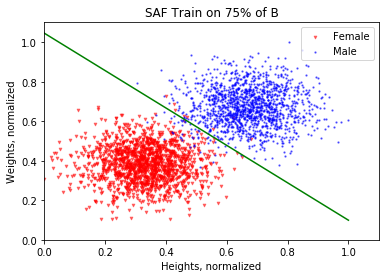 SAF Train on 75% of B
Female
Male
Weights, normalized
1.0
0.8
0.6
0.4
0.2
0.0
0.0
0.2
0.4
0.6
0.8
1.0
Heights, normalized